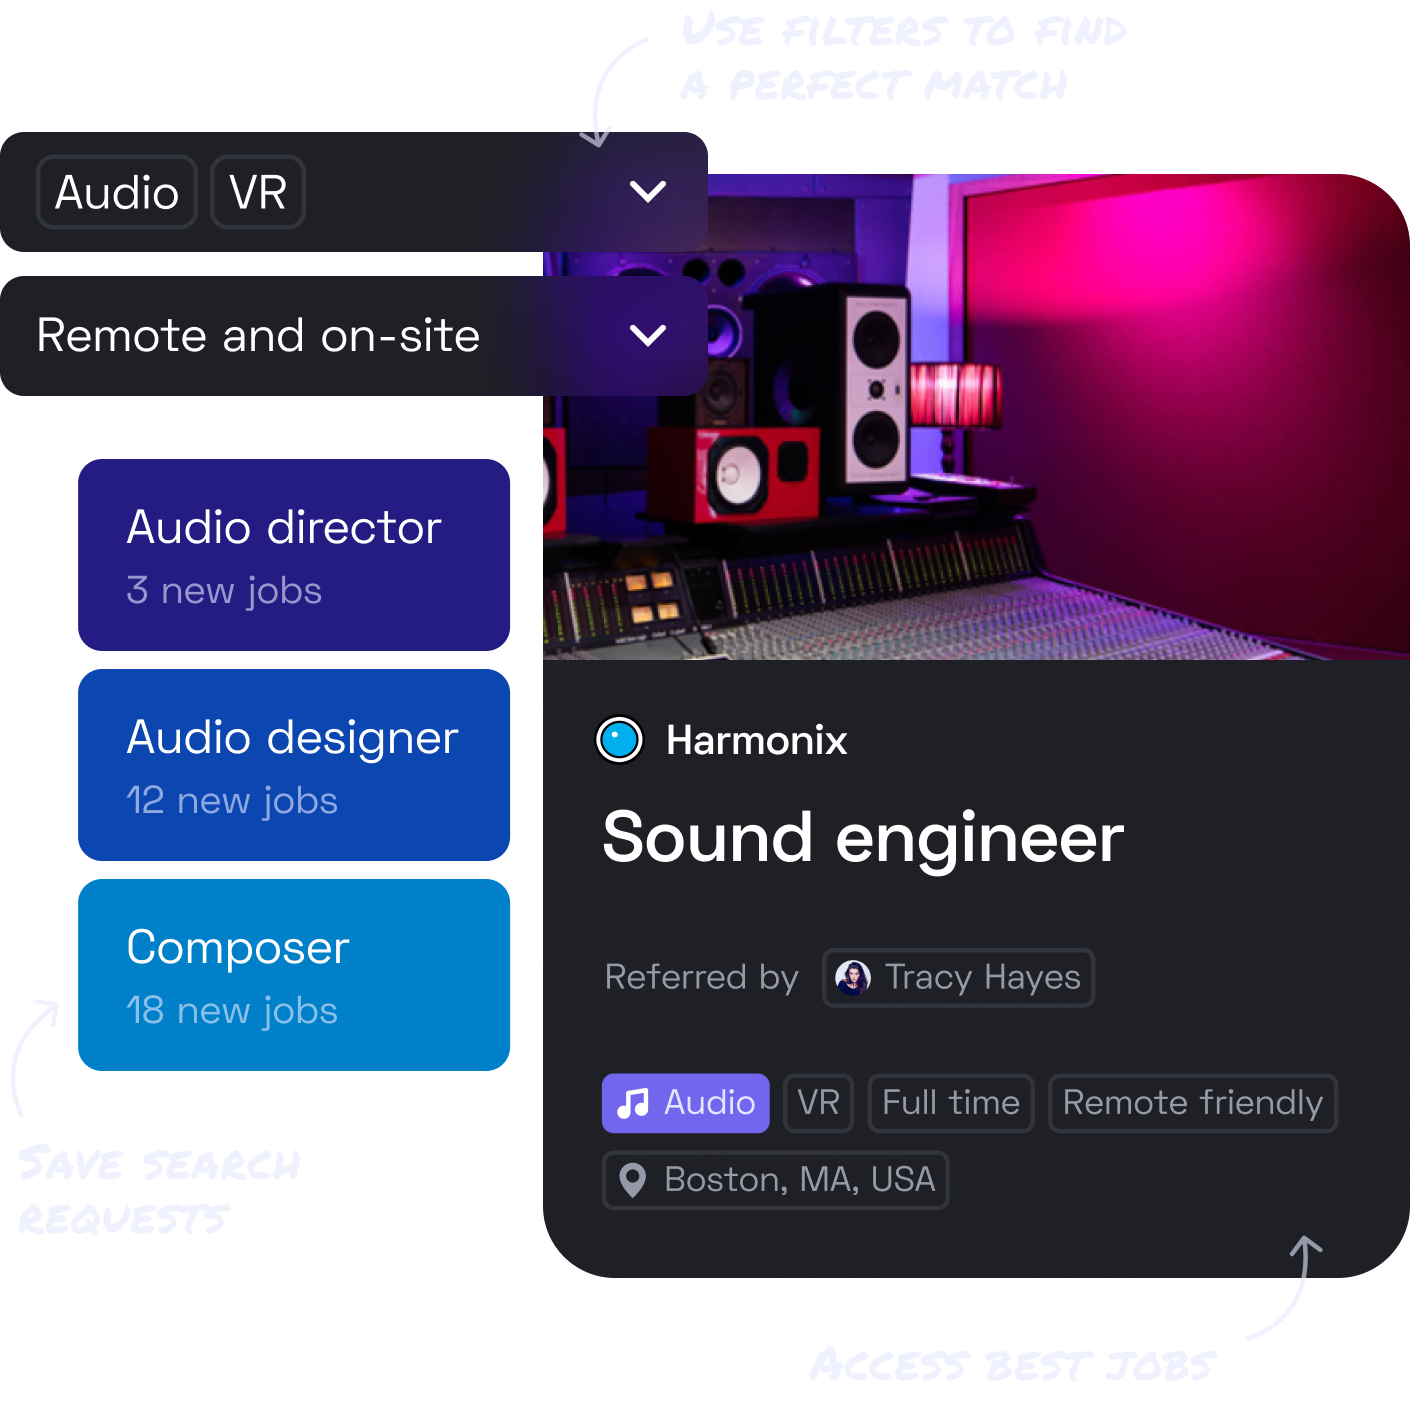 Use filters to find
a perfect match
Audio VR
Remote and on-site
Audio director
3 new jobs
Audio designer
12 new jobs
Composer
18 new jobs
Save search
requests
Harmonix
Sound engineer
Referred by Tracy Hayes
Audio VR Full time Remote friendly
Boston, MA, USA
Access best jobs